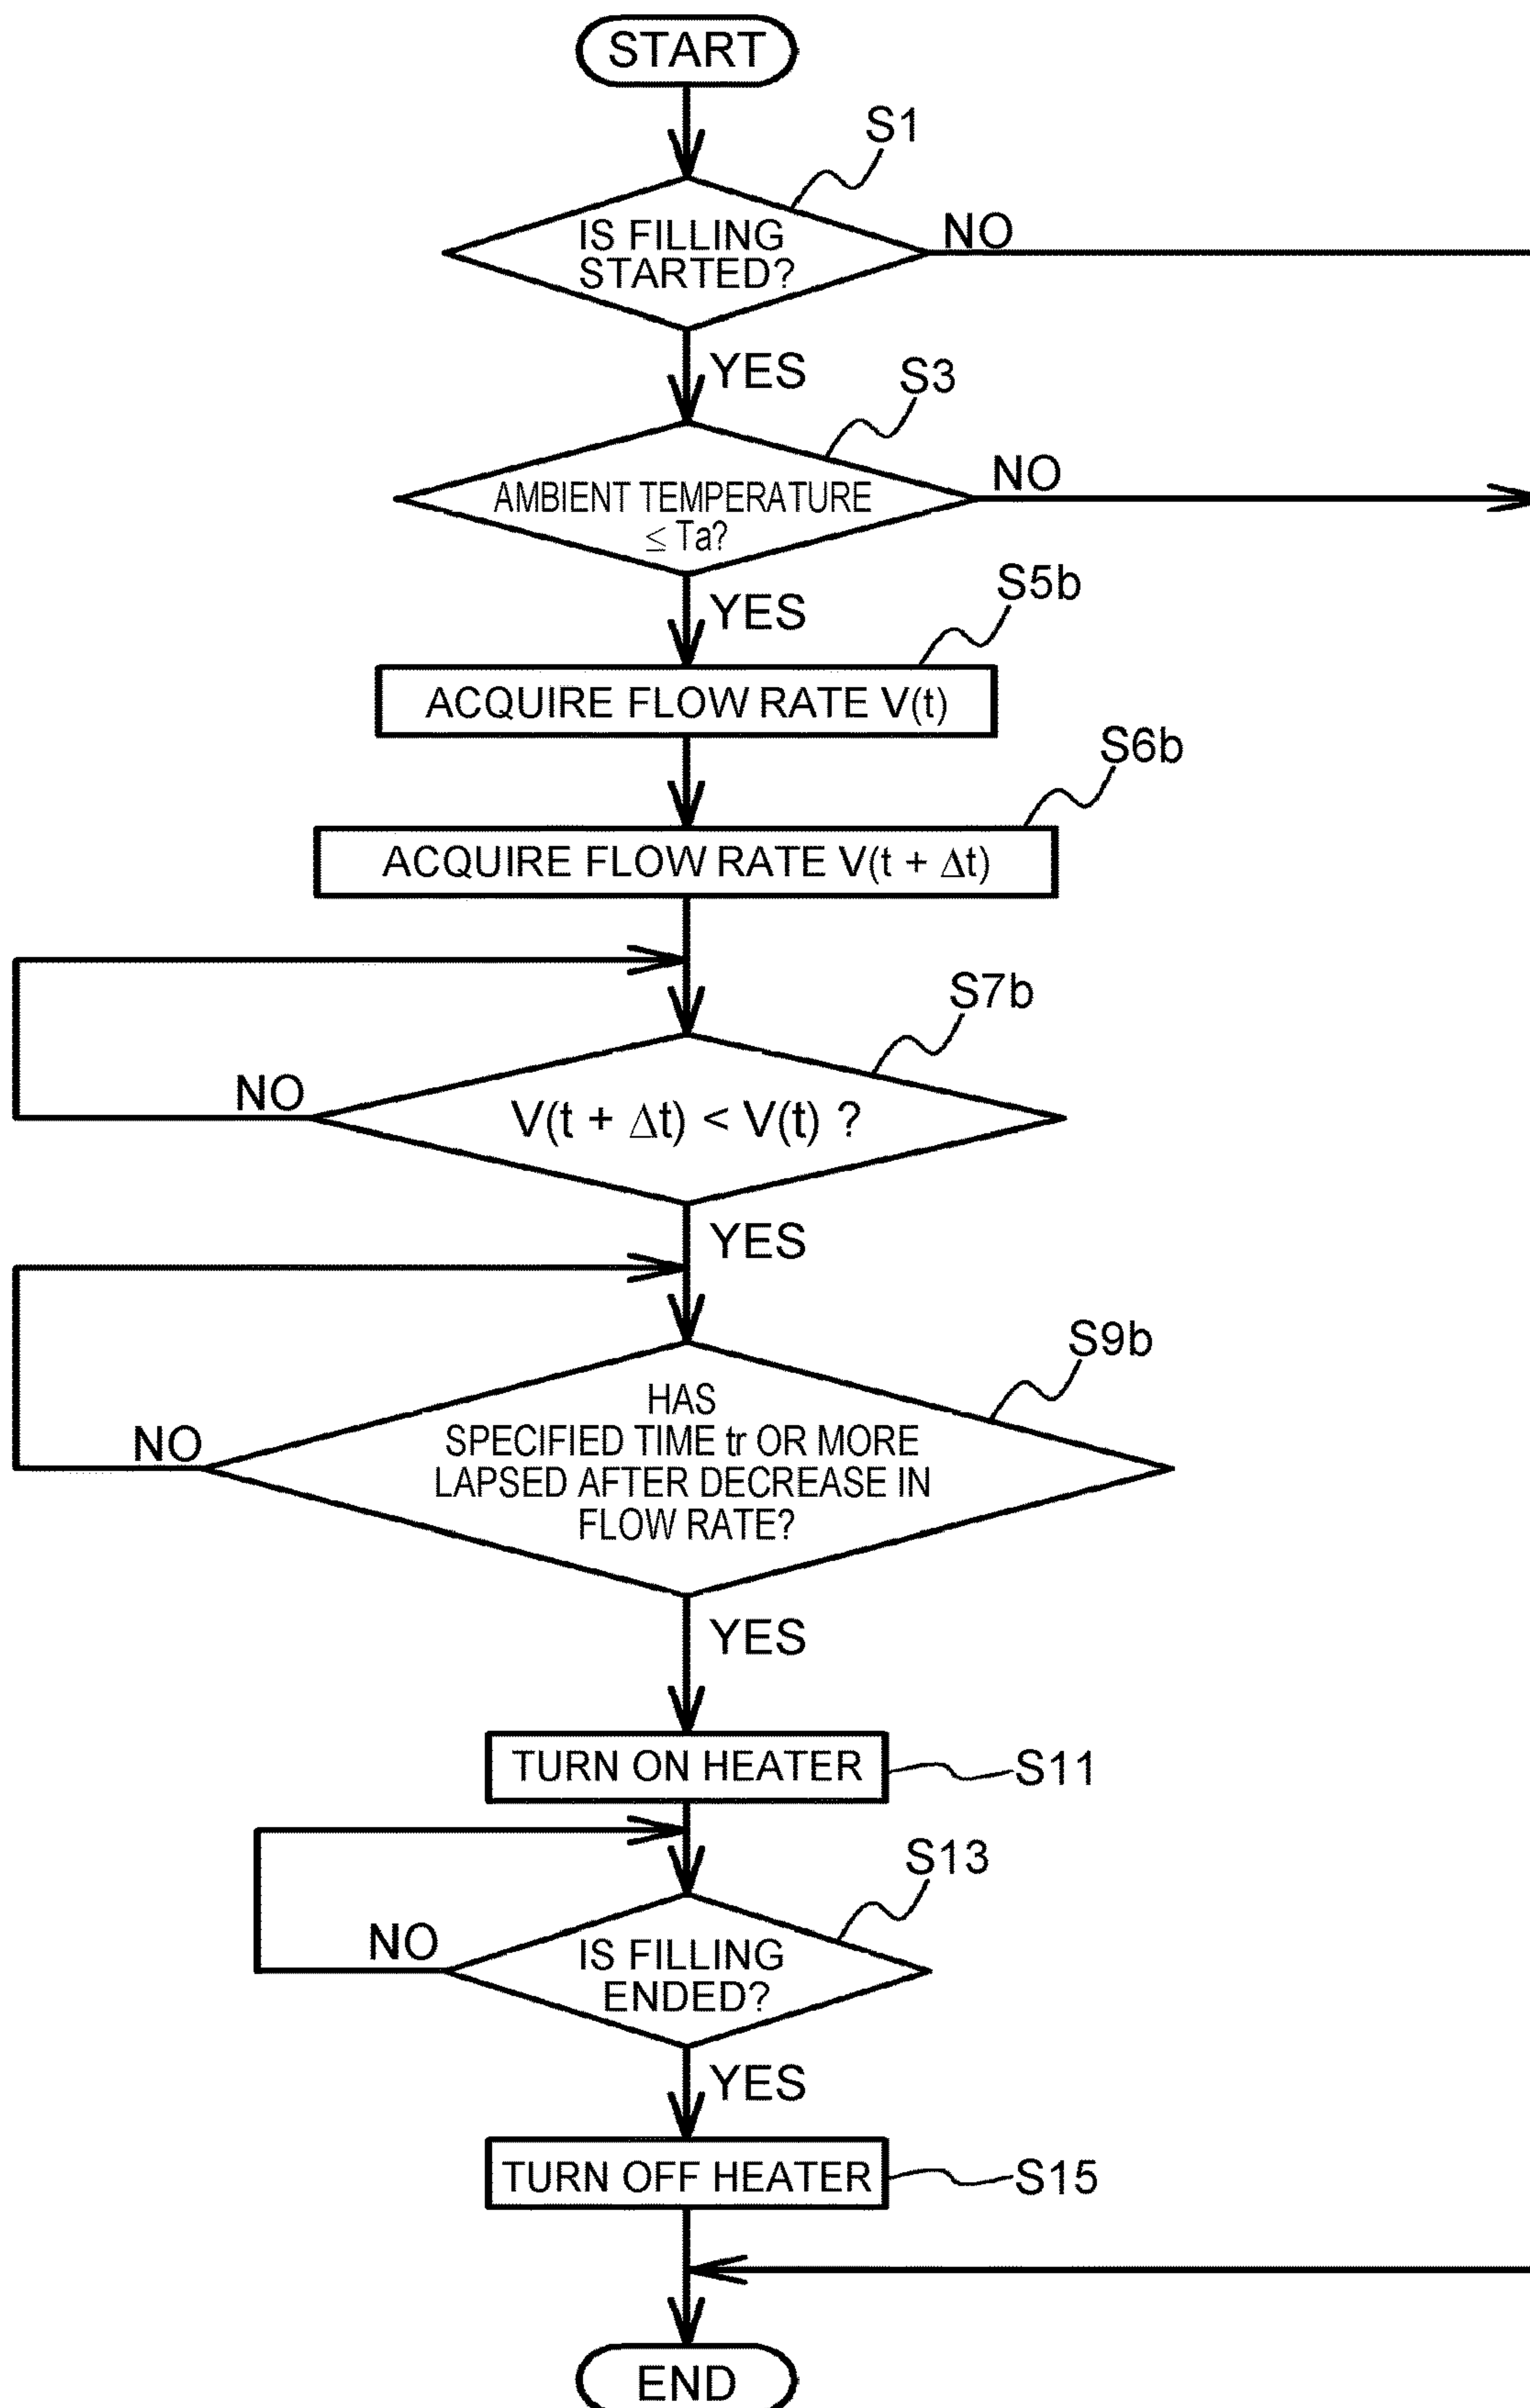 START
S1
IS FILLING
STARTED?
NO
YES
S3
AMBIENT TEMPERATURE
≤ Ta?
NO
YES
S5b
ACQUIRE FLOW RATE V(t)
S6b
ACQUIRE FLOW RATE V(t + Δt)
S7b
NO
V(t + Δt) < V(t) ?
YES
S9b
HAS
SPECIFIED TIME tr OR MORE
LAPSED AFTER DECREASE IN
FLOW RATE?
NO
YES
TURN ON HEATER
S11
S13
NO
IS FILLING
ENDED?
YES
TURN OFF HEATER
S15
END